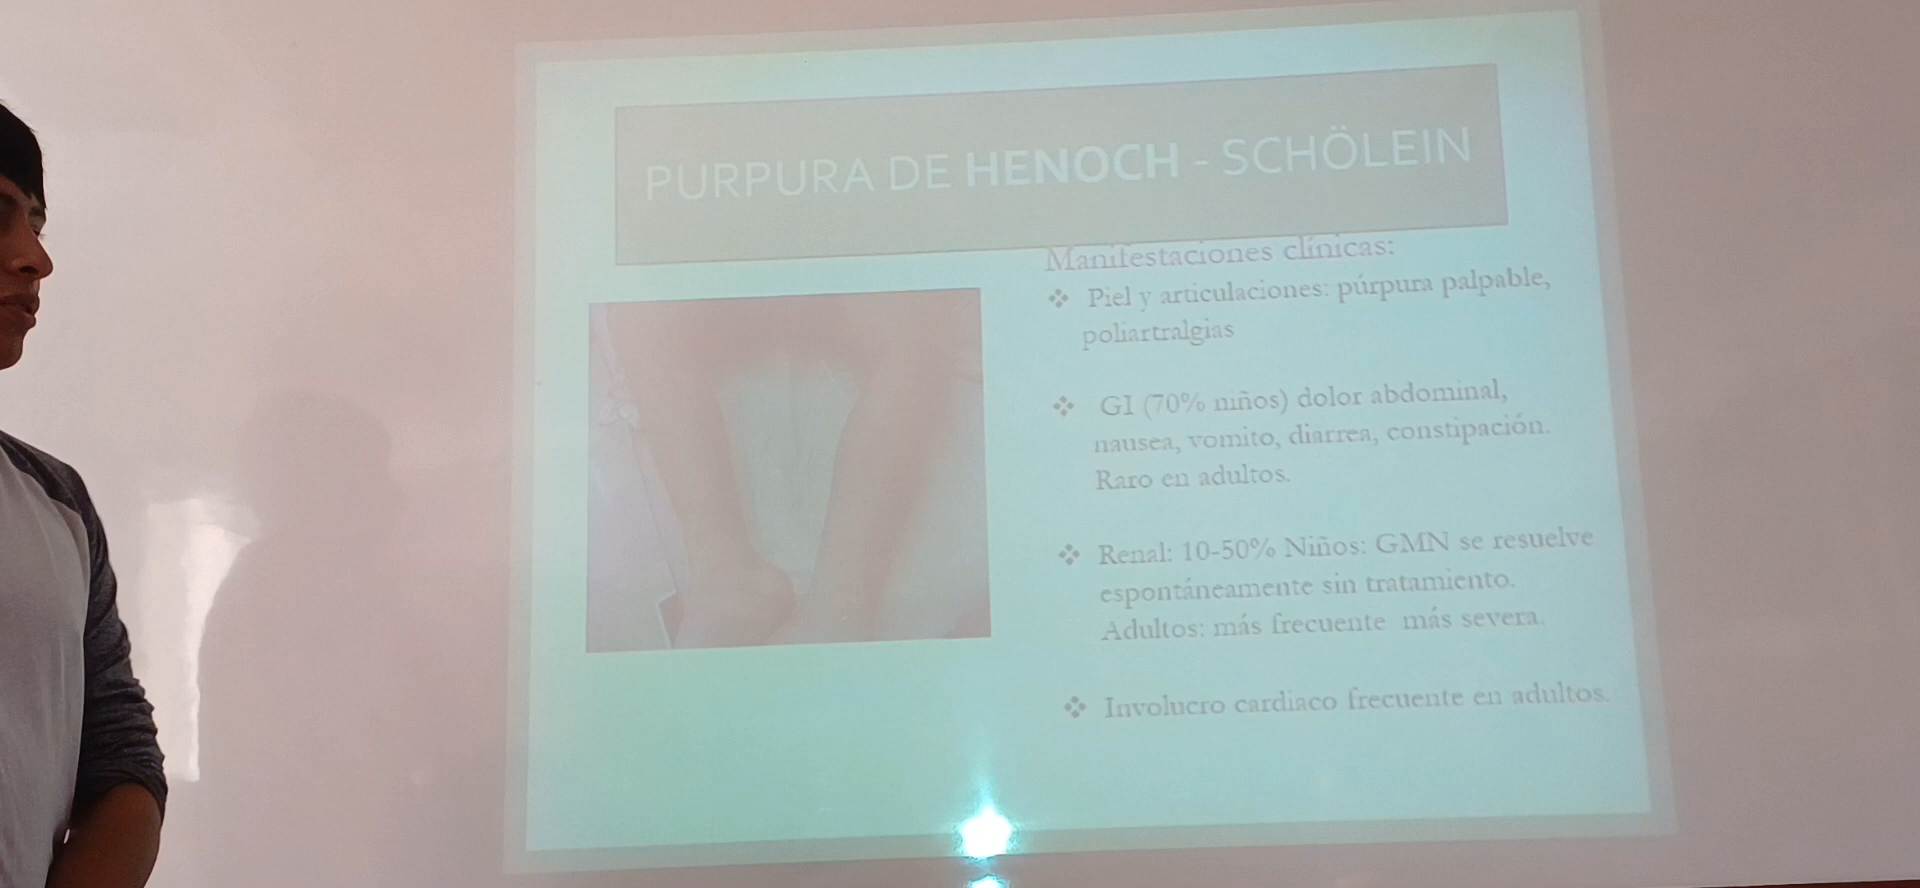 PURPURA DE HENOCH - SCHÖLEIN
Manifestaciones clínicas:
❖ Piel y articulaciones: púrpura palpable,
poliartralgias
❖ GI (70% niños) dolor abdominal,
nausea, vomito, diarrea, constipación.
Raro en adultos.
❖ Renal: 10-50% Niños: GMN se resuelve
espontáneamente sin tratamiento.
Adultos: más frecuente más severa.
❖ Involucro cardiaco frecuente en adultos.